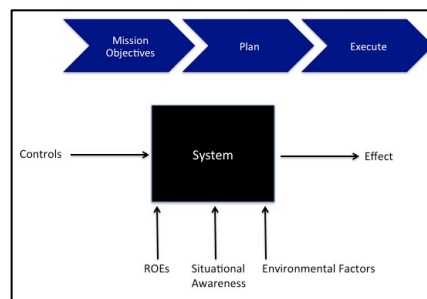 Mission
Objectives
Plan
Execute
Controls
System
Effect
ROEs
Situational
Awareness
Environmental Factors